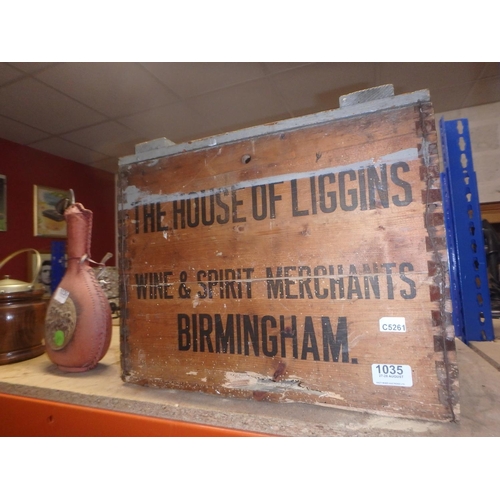 THE HOUSE OF LIGGINS
WINE & SPIRIT MERCHANTS
BIRMINGHAM.
C5261
1035